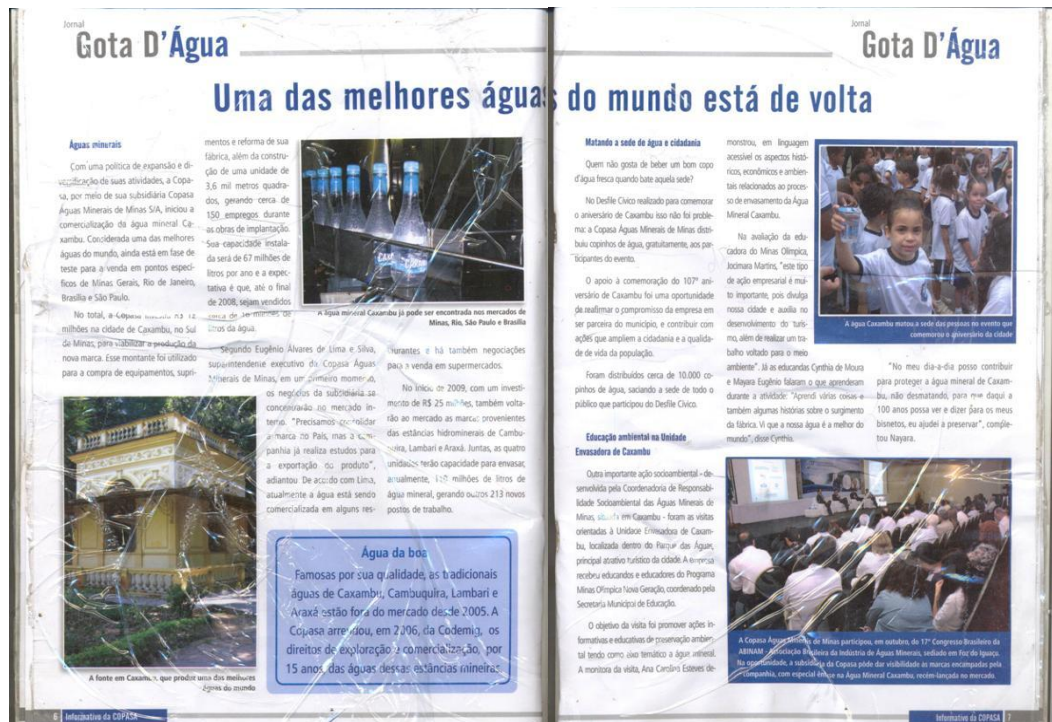 Jornal
Gota D'Água
Jornal
Gota D'Água
Uma das melhores águas do mundo está de volta
Águas minerais
Com uma política de expansão e di-
versificação de suas atividades, a Copa-
sa, por meio de sua subsidiária Copasa
Águas Minerais de Minas S/A, iniciou a
comercialização da água mineral Ca-
xambu. Considerada uma das melhores
águas do mundo, ainda está em fase de
teste para a venda em pontos especí-
ficos de Minas Gerais, Rio de Janeiro,
Brasília e São Paulo.
No total, a Copasa
milhões na cidade de Caxambu, no Sul
de Minas, para viabilizar a produção da
nova marca. Esse montante foi utilizado
para a compra de equipamentos, supri-
mentos e reforma de sua
fábrica, além da constru-
ção de uma unidade de
3,6 mil metros quadra-
dos, gerando cerca de
150 empregos durante
as obras de implantação.
Sua capacidade instala-
da será de 67 milhões de
litros por ano e a expec-
tativa é que, até o final
de 2008, sejam vendidos
cerca de milhões de
litros da água.
A água mineral Caxambu já pode ser encontrada nos mercados de
Minas, Rio, São Paulo e Brasília
Segundo Eugênio Álvares de Lima e Silva,
superintendente executivo da Copasa Águas
Minerais de Minas, em um primeiro momento,
os negócios da subsidiária se
concentrarão no mercado in-
terno. "Precisamos consolidar
a marca no País, mas a com-
panhia já realiza estudos para
a exportação do produto",
adiantou. De acordo com Lima,
atualmente a água está sendo
comercializada em alguns res-
taurantes e há também negociações
para a venda em supermercados.
No início de 2009, com um investi-
mento de R$ 25 milhões, também volta-
rão ao mercado as marcas provenientes
das estâncias hidrominerais de Cambu-
quira, Lambari e Araxá. Juntas, as quatro
unidades terão capacidade para envasar,
anualmente, milhões de litros de
água mineral, gerando outros 213 novos
postos de trabalho.
A fonte em Caxambu, que produz uma das melhores
águas do mundo
Água da boa
Famosas por sua qualidade, as tradicionais
águas de Caxambu, Cambuquira, Lambari e
Araxá estão fora do mercado desde 2005. A
Copasa arrendou, em 2006, da Codemig, os
direitos de exploração e comercialização, por
15 anos, das águas dessas estâncias mineiras.
6 Informativo da COPASA
Matando a sede de água e cidadania
Quem não gosta de beber um bom copo
d'água fresca quando bate aquela sede?
No Desfile Cívico realizado para comemorar
o aniversário de Caxambu isso não foi proble-
ma: a Copasa Águas Minerais de Minas distri-
buiu copinhos de água, gratuitamente, aos par-
ticipantes do evento.
O apoio à comemoração do 107º ani-
versário de Caxambu foi uma oportunidade
de reafirmar o compromisso da empresa em
ser parceira do município, e contribuir com
ações que ampliem a cidadania e a qualida-
de de vida da população.
Foram distribuídos cerca de 10.000 co-
pinhos de água, saciando a sede de todo o
público que participou do Desfile Cívico.
Educação ambiental na Unidade
Envasadora de Caxambu
Outra importante ação socioambiental - de-
senvolvida pela Coordenadoria de Responsabi-
lidade Socioambiental das Águas Minerais de
Minas, situada em Caxambu - foram as visitas
orientadas à Unidade Envasadora de Caxam-
bu, localizada dentro do Parque das Águas,
principal atrativo turístico da cidade. A empresa
recebeu educandos e educadores do Programa
Minas Olímpica Nova Geração, coordenado pela
Secretaria Municipal de Educação.
O objetivo da visita foi promover ações in-
formativas e educativas de preservação ambien-
tal tendo como eixo temático a água mineral.
A monitora da visita, Ana Carolina Esteves de-
monstrou, em linguagem
acessível os aspectos histó-
ricos, econômicos e ambien-
tais relacionados ao proces-
so de envasamento da Água
Mineral Caxambu.
Na avaliação da edu-
cadora do Minas Olímpica,
Jocimara Martins, "este tipo
de ação empresarial é mui-
to importante, pois divulga
nossa cidade e auxilia no
desenvolvimento do turis-
mo, além de realizar um tra-
balho voltado para o meio
ambiente". Já as educandas Cynthia de Moura
e Mayara Eugênio falaram o que aprenderam
durante a atividade: "Aprendi várias coisas e
também algumas histórias sobre o surgimento
da fábrica. Vi que a nossa água é a melhor do
mundo", disse Cynthia.
A água Caxambu matou a sede das pessoas no evento que
comemorou o aniversário da cidade
"No meu dia-a-dia posso contribuir
para proteger a água mineral de Caxam-
bu, não desmatando, para que daqui a
100 anos possa ver e dizer para os meus
bisnetos, eu ajudei a preservar", comple-
tou Nayara.
A Copasa Águas Minerais de Minas participou, em outubro, do 17º Congresso Brasileiro da
ABINAM - Associação Brasileira da Indústria de Águas Minerais, sediado em Foz do Iguaçu.
Na oportunidade, a subsidiária da Copasa pôde dar visibilidade às marcas encampadas pela
companhia, com especial ênfase na Água Mineral Caxambu, recém-lançada no mercado.
Informativo da COPASA 7